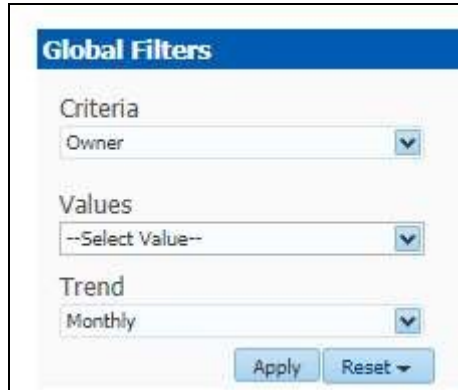 Global Filters
Criteria
Owner
Values
--Select Value--
Trend
Monthly
Apply Reset